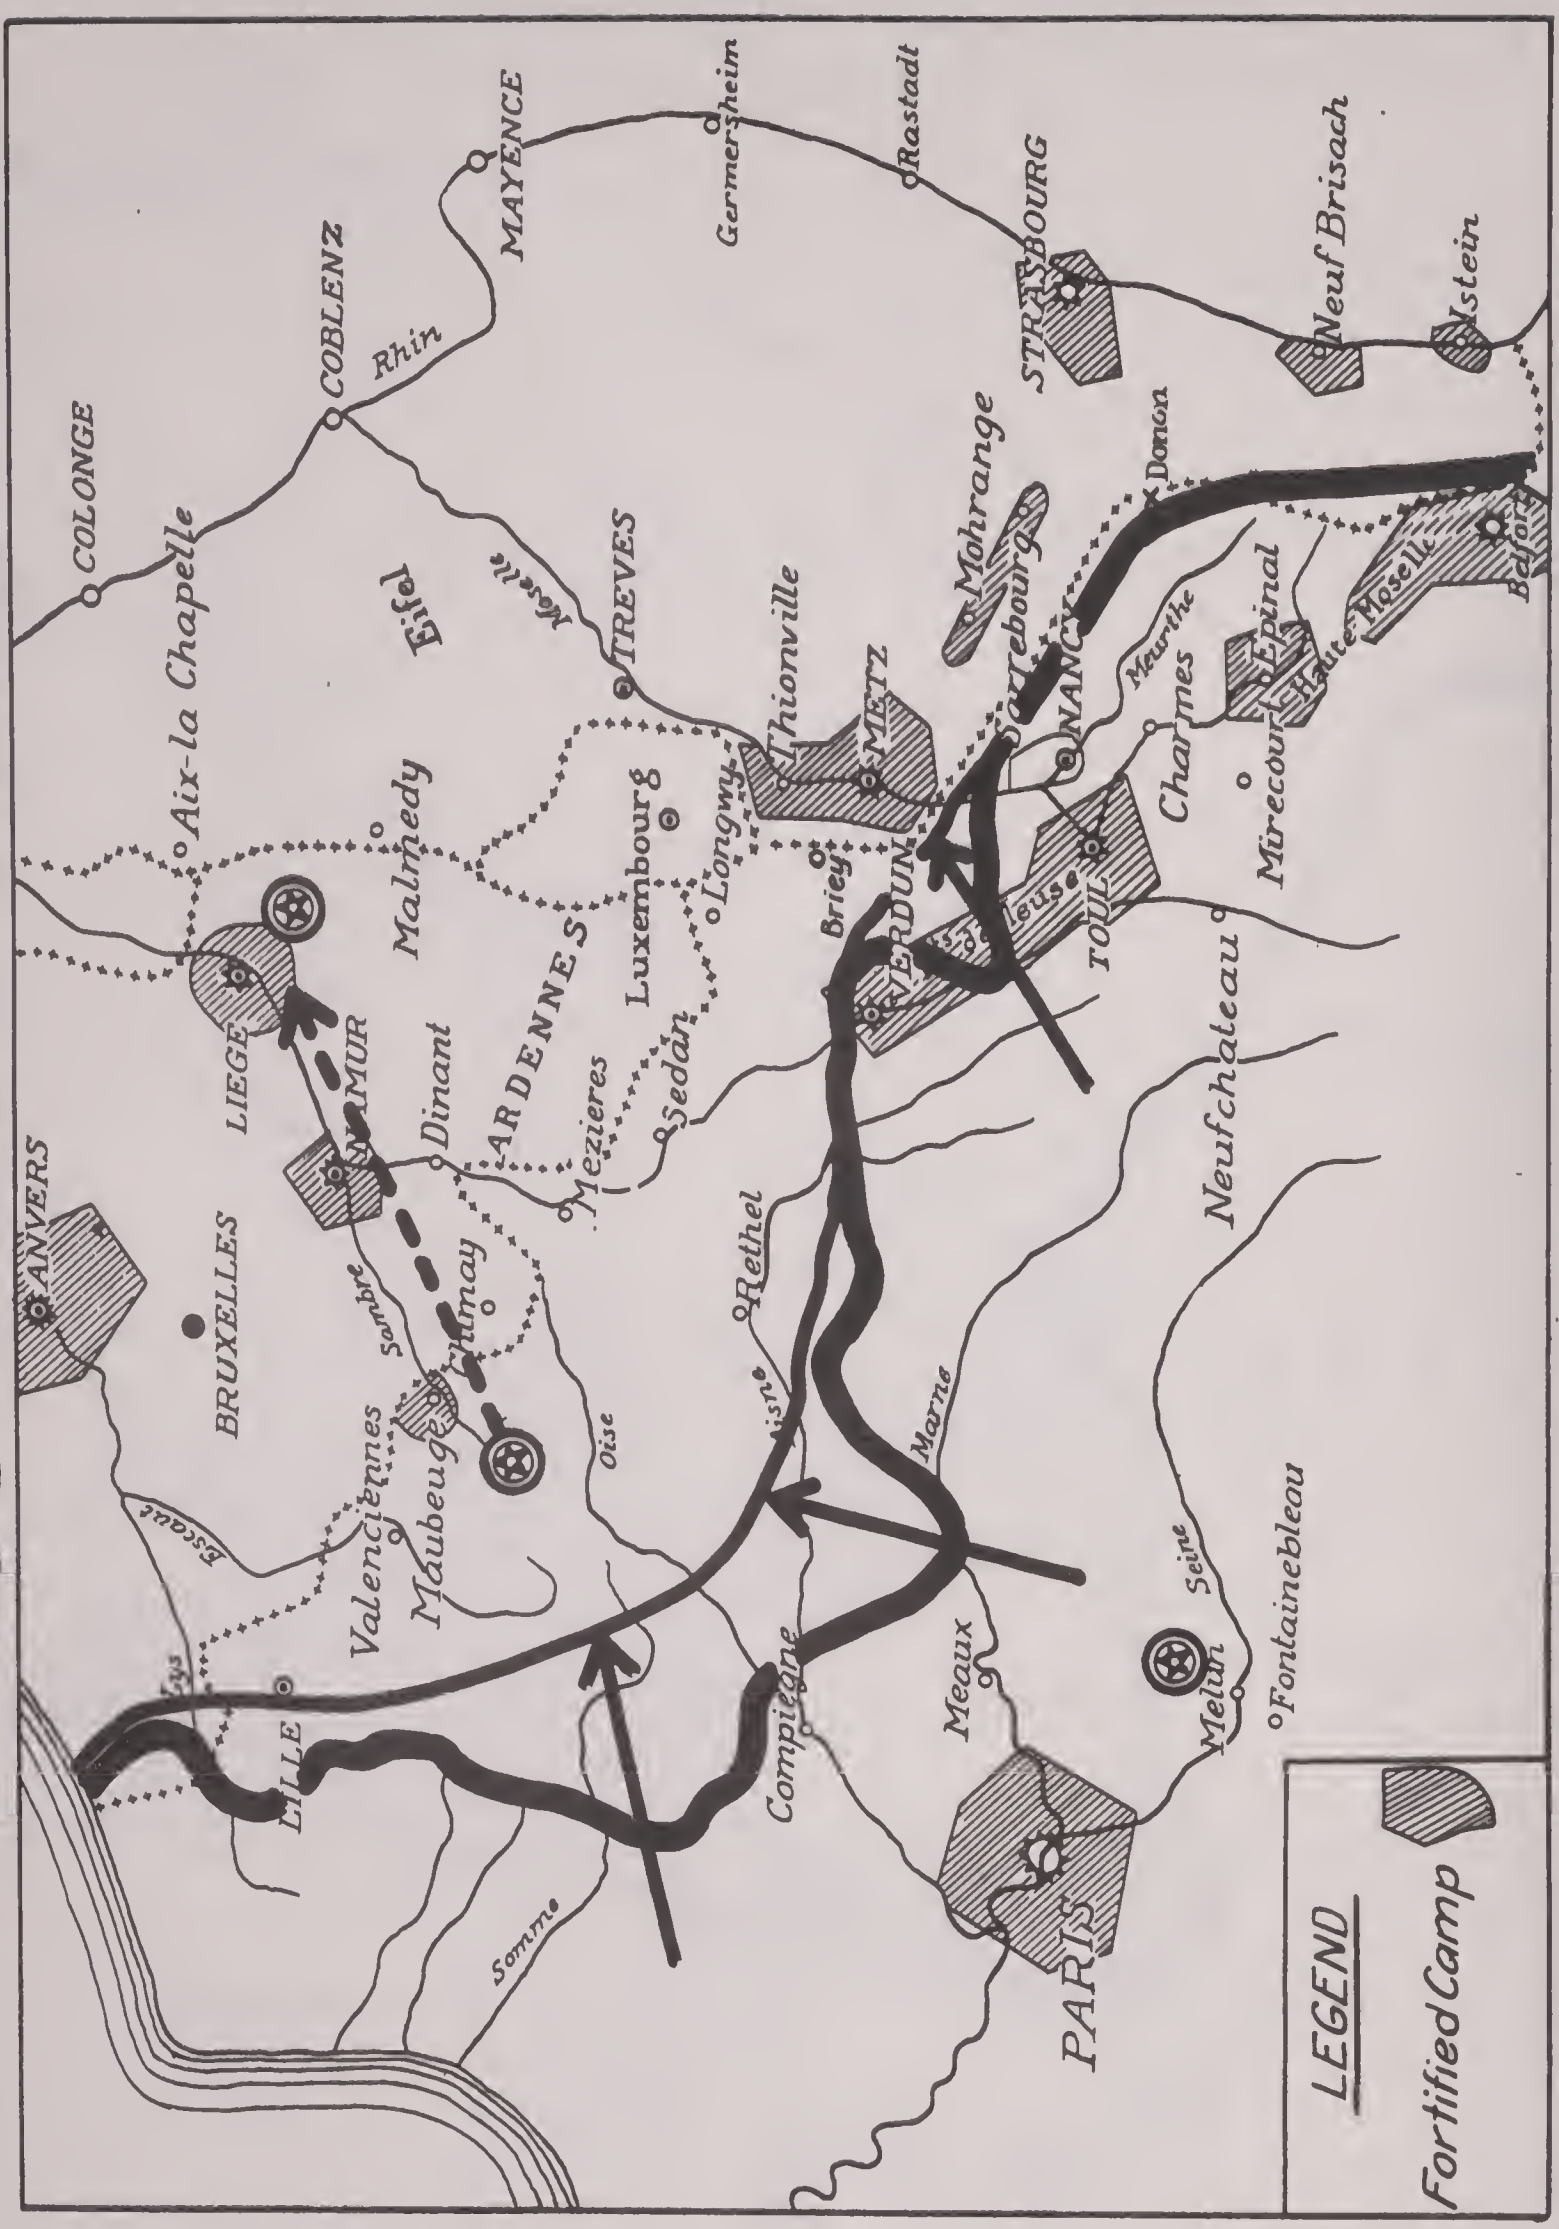 ANVERS
BRUXELLES
LIEGE
COLONGE
Aix-la Chapelle
COBLENZ
Rhin
MAYENCE
Germersheim
Rastadt
STRASBOURG
Neuf Brisach
Istein
Lys
Escaut
LILLE
Valenciennes
Maubeuge
Sambre
NAMUR
Dinant
Chimay
Malmedy
Eifel
Moselle
TREVES
ARDENNES
Luxembourg
Mezieres
Sedan
Longwy
Thionville
METZ
Briey
VERDUN
Mohrange
Sarrebourg
Donon
NANCY
Meurthe
Charmes
Epinal
Haute Moselle
Belfort
Mirecourt
TOUL
Meuse
Neufchateau
Rethel
Aisne
Oise
Marne
Somme
Compiegne
Meaux
Seine
Melun
Fontainebleau
PARIS
LEGEND
Fortified Camp